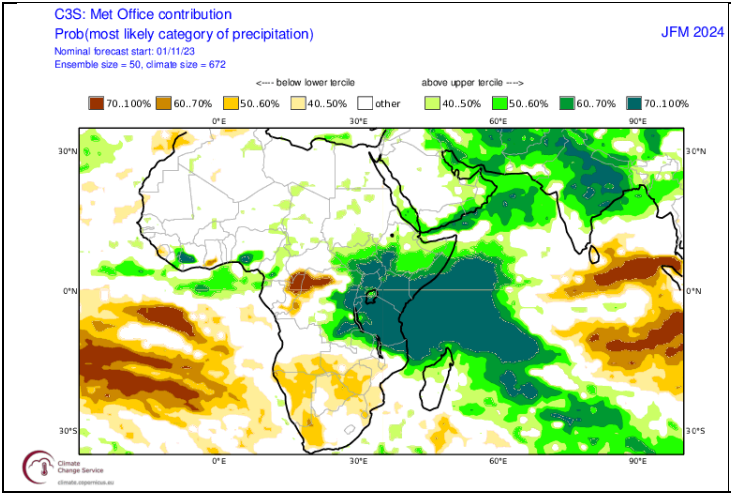 C3S: Met Office contribution
Prob(most likely category of precipitation)
JFM 2024
Nominal forecast start: 01/11/23
Ensemble size = 50, climate size = 672
<---- below lower tercile
above upper tercile ---->
70..100% 60..70% 50..60% 40..50% other 40..50% 50..60% 60..70% 70..100%
0°E 30°E 60°E 90°E
30°N 30°N
0°N 0°N
30°S 30°S
0°E 30°E 60°E 90°E
Climate
Change Service
climate.copernicus.eu